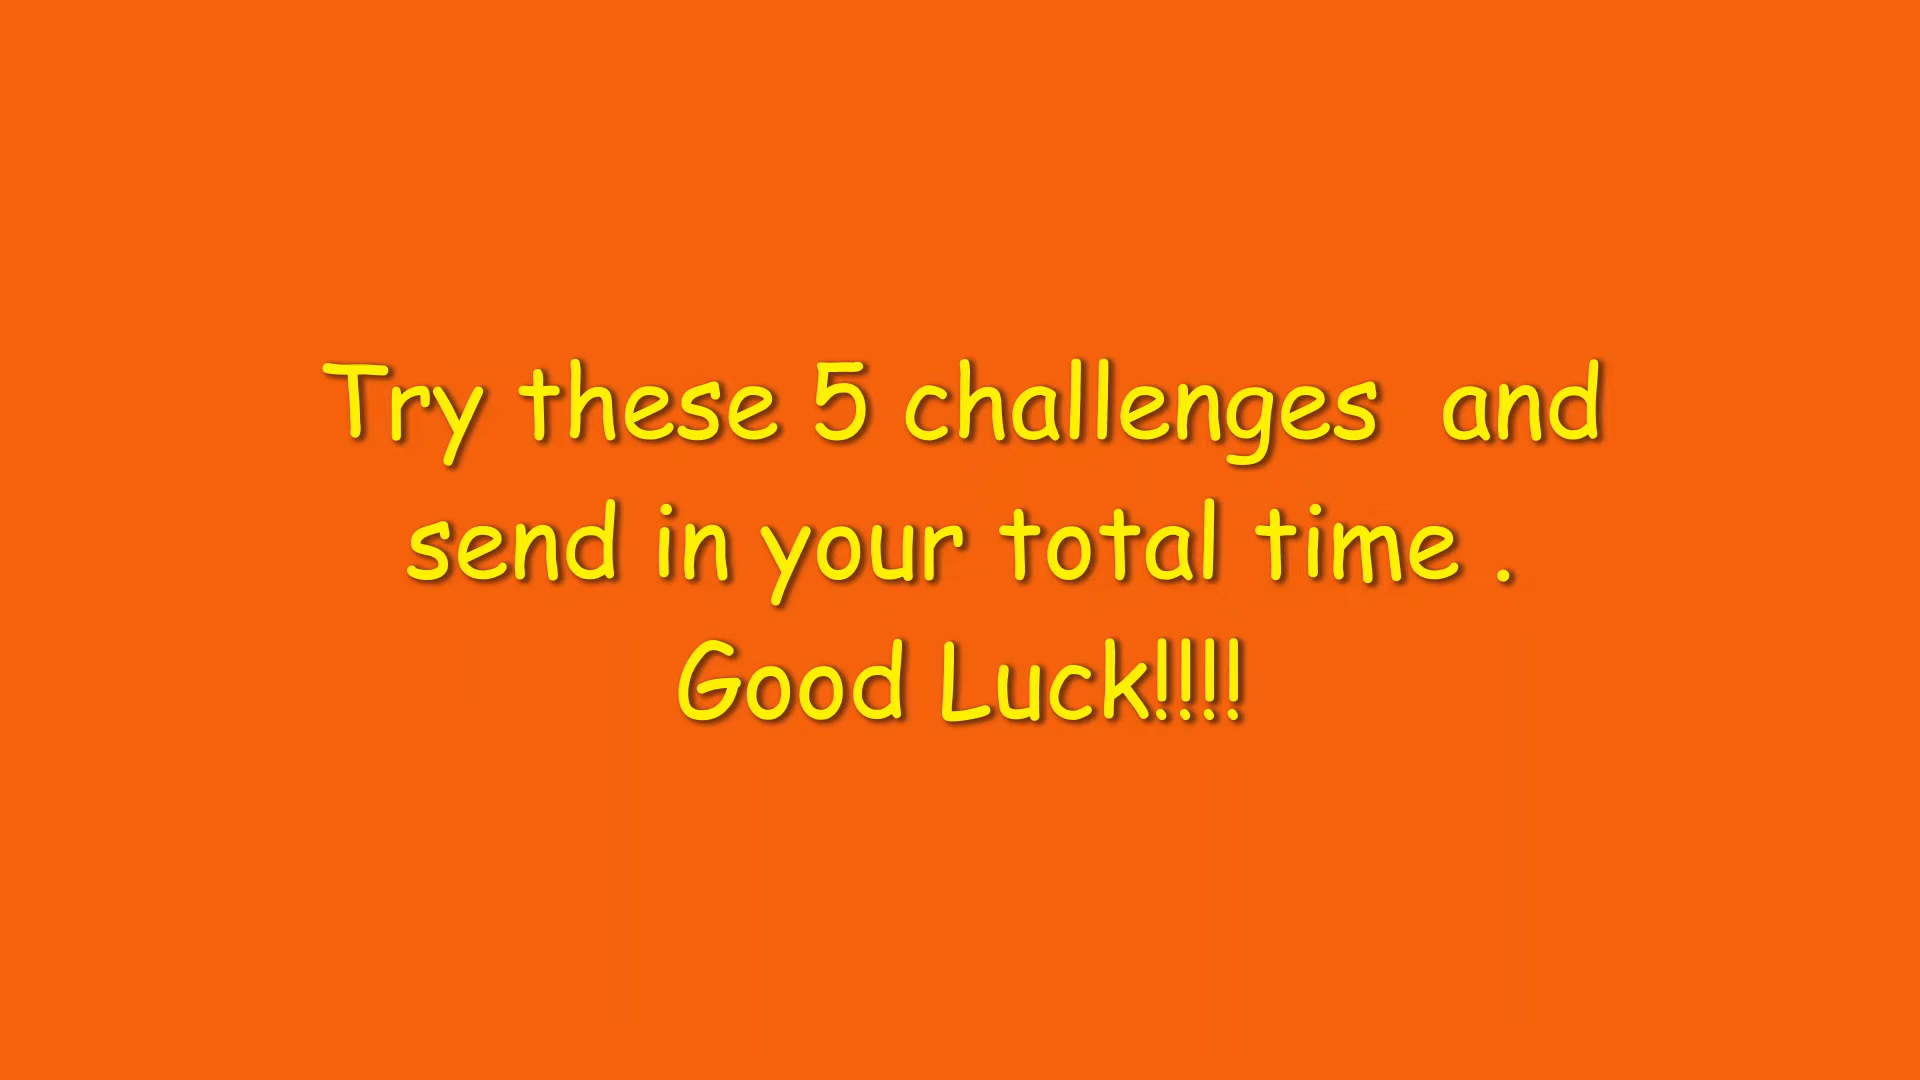 Try these 5 challenges  and
send in your total time .
Good Luck!!!!